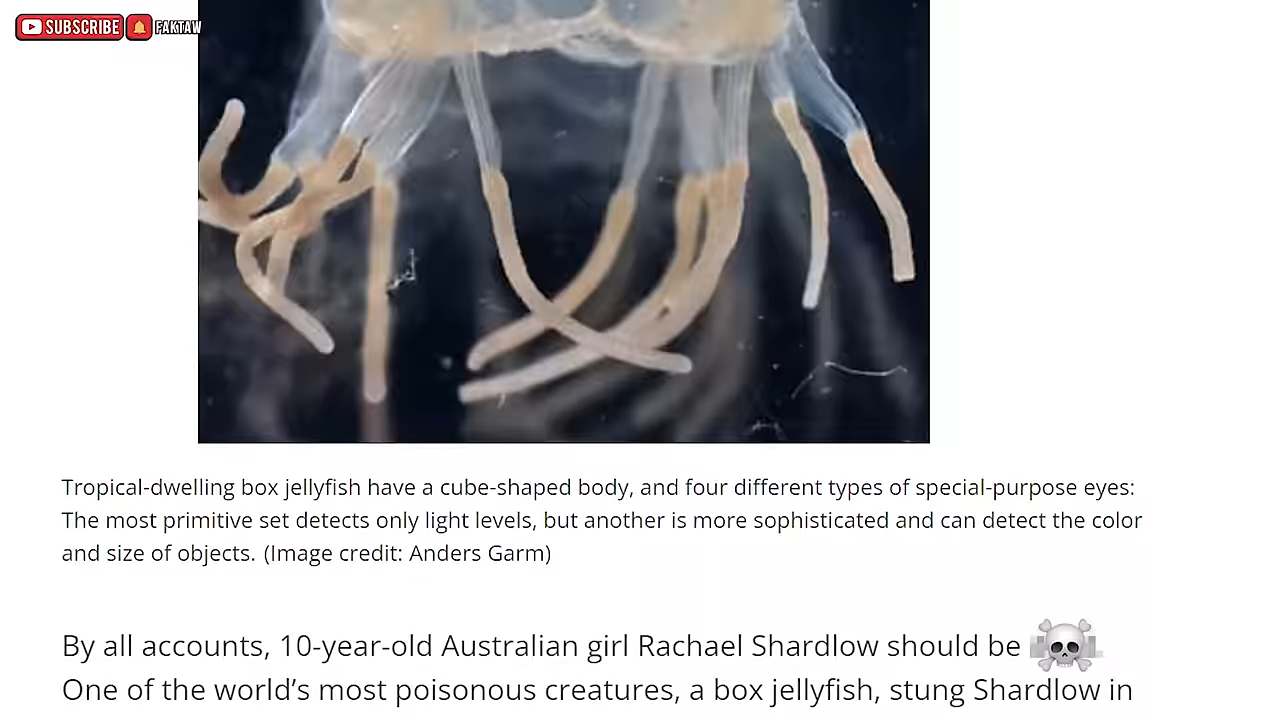 SUBSCRIBE FAKTAW
Tropical-dwelling box jellyfish have a cube-shaped body, and four different types of special-purpose eyes:
The most primitive set detects only light levels, but another is more sophisticated and can detect the color
and size of objects. (Image credit: Anders Garm)
By all accounts, 10-year-old Australian girl Rachael Shardlow should be
One of the world’s most poisonous creatures, a box jellyfish, stung Shardlow in